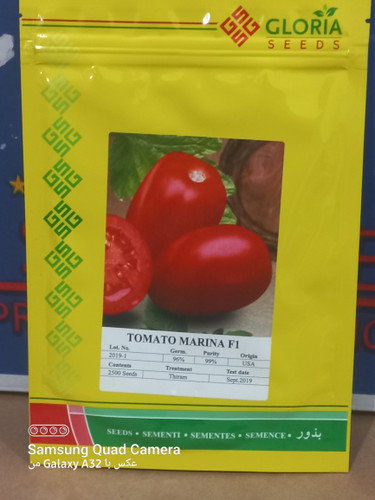 GLORIA
SEEDS
TOMATO MARINA F1
Lot. No. Germ. Purity Origin
2019-1 96% 99% USA
Contents Treatment Test date
2500 Seeds Thiram Sept.2019
SEEDS • SEMENTI • SEMENTES • SEMENCE • بذور
Samsung Quad Camera
عكس با Galaxy A32 من